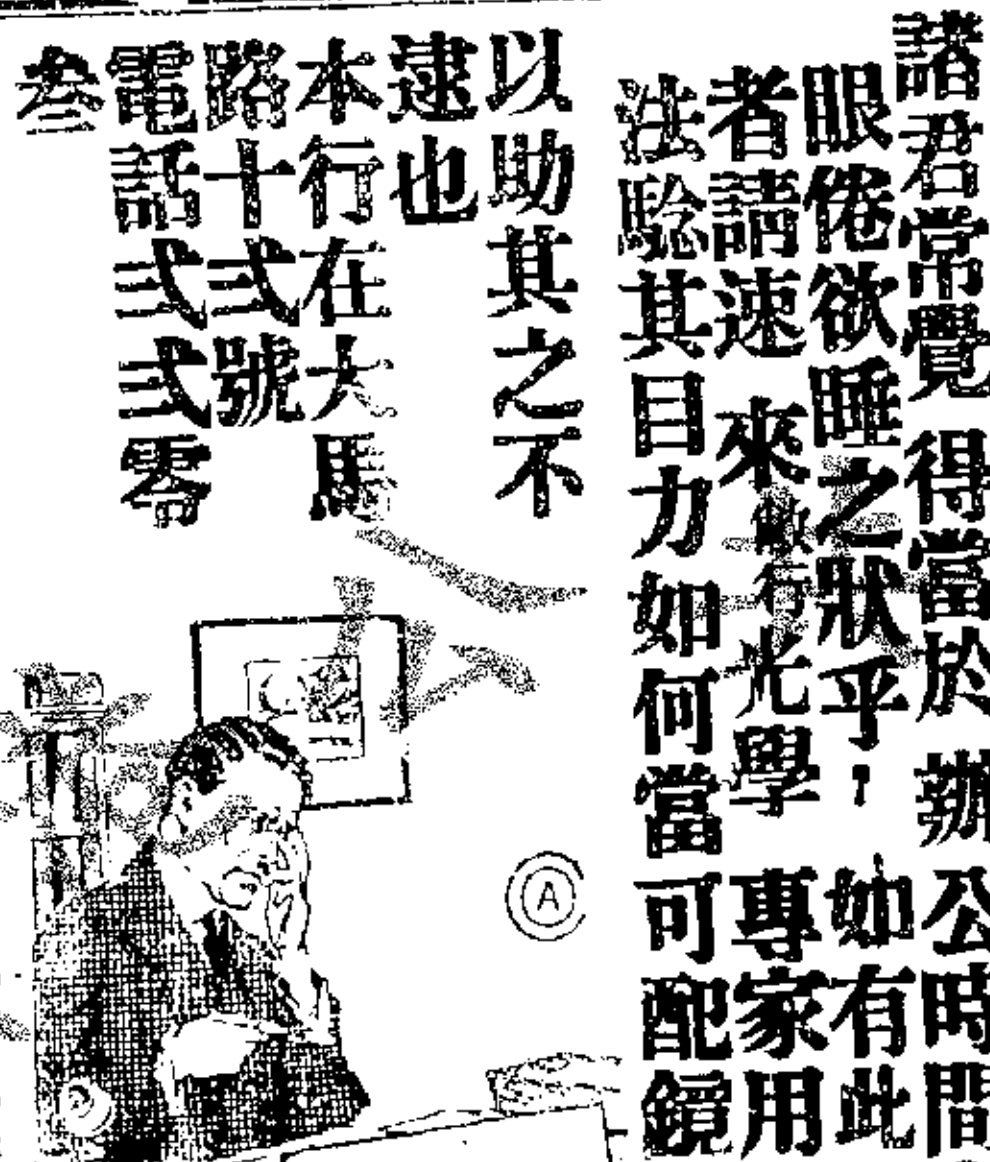 諸君常覺得當於辦公時間
眼倦欲睡之狀乎，如有此
者請速來敝行光學專家用
法驗其目力如何當可配鏡
以助其之不
逮也
本行在大馬
路十弍號
電話弍弍零
叁
A